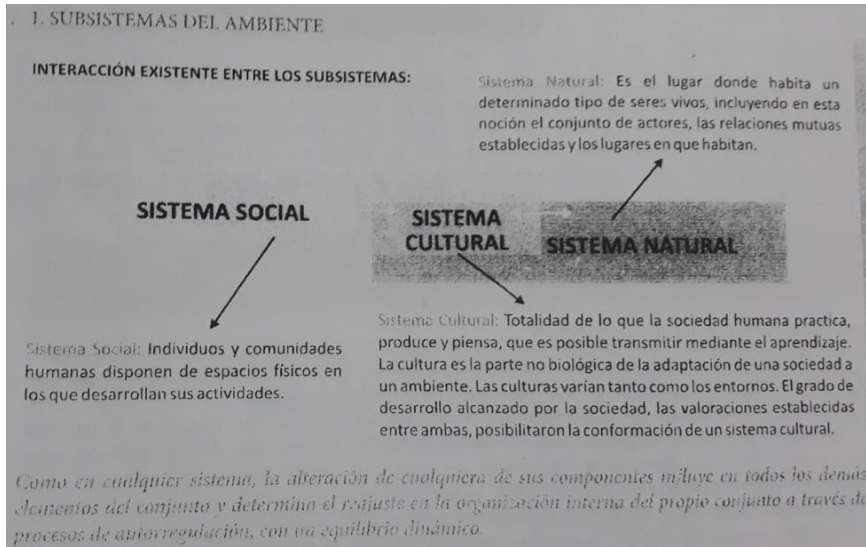 . 1. SUBSISTEMAS DEL AMBIENTE
INTERACCIÓN EXISTENTE ENTRE LOS SUBSISTEMAS:
Sistema Natural: Es el lugar donde habita un
determinado tipo de seres vivos, incluyendo en esta
noción el conjunto de actores, las relaciones mutuas
establecidas y los lugares en que habitan.
SISTEMA SOCIAL
SISTEMA
CULTURAL
SISTEMA NATURAL
Sistema Social: Individuos y comunidades
humanas disponen de espacios físicos en
los que desarrollan sus actividades.
Sistema Cultural: Totalidad de lo que la sociedad humana practica,
produce y piensa, que es posible transmitir mediante el aprendizaje.
La cultura es la parte no biológica de la adaptación de una sociedad a
un ambiente. Las culturas varían tanto como los entornos. El grado de
desarrollo alcanzado por la sociedad, las valoraciones establecidas
entre ambas, posibilitaron la conformación de un sistema cultural.
Como en cualquier sistema, la alteración de cualquiera de sus componentes influye en todos los demás
elementos del conjunto y determina el reajuste en la organización interna del propio conjunto a través de
procesos de autorregulación, con un equilibrio dinámico.